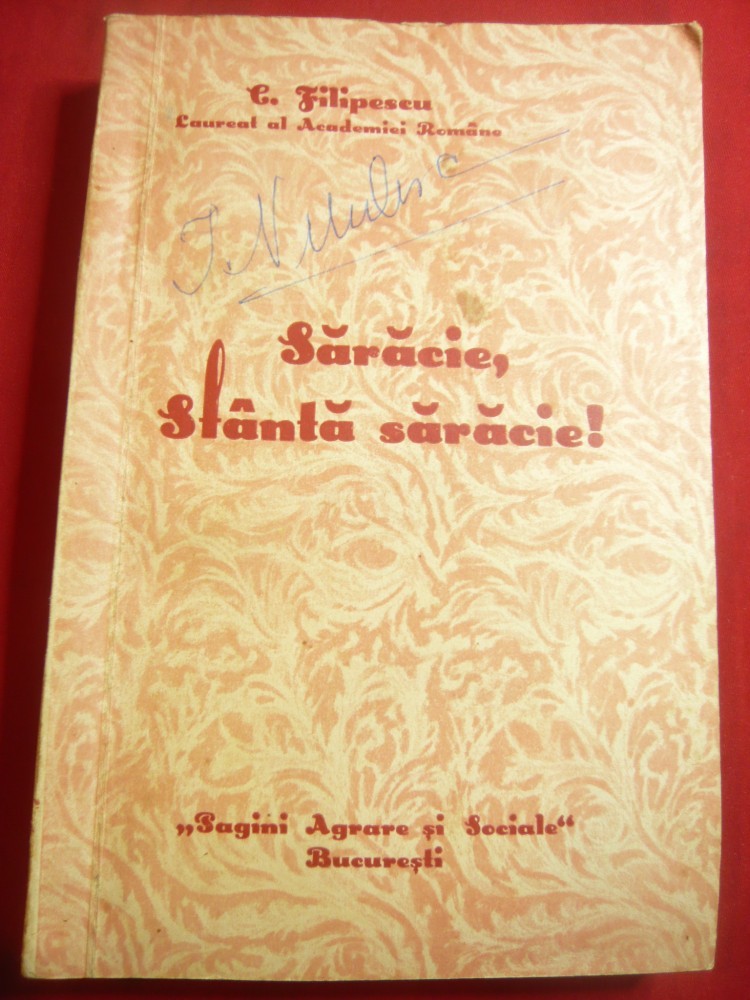 C. Filipescu
Laureat al Academiei Române
Sărăcie,
Sfântă sărăcie!
„Pagini Agrare și Sociale“
București